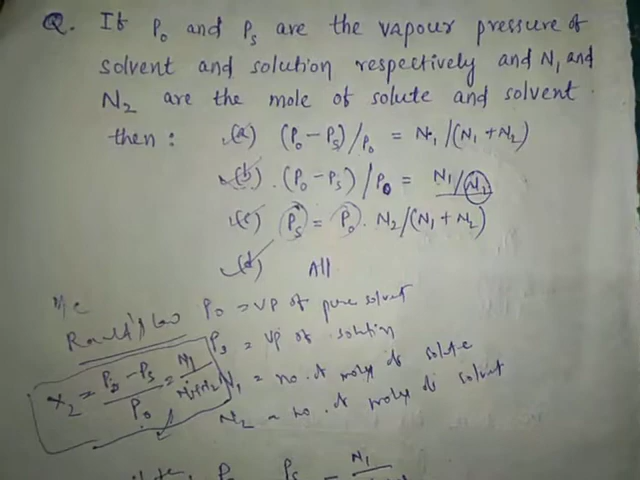 Q. If P₀ and Pₛ are the vapour pressure of
solvent and solution respectively and N₁ and
N₂ are the mole of solute and solvent
then : (a) (P₀ - Pₛ)/P₀ = N₁/(N₁ + N₂)
(b) (P₀ - Pₛ)/P₀ = N₁/N₂
(c) Pₛ = P₀ . N₂/(N₁ + N₂)
(d) All
P₀ = VP of pure solvent
Raoult's law
Pₛ = VP of solution
X₂ = (P₀ - Pₛ)/P₀ = N₁/(N₁+N₂)
N₁ = no. of moles of solute
N₂ = no. of moles of solvent
Pₛ = N₁